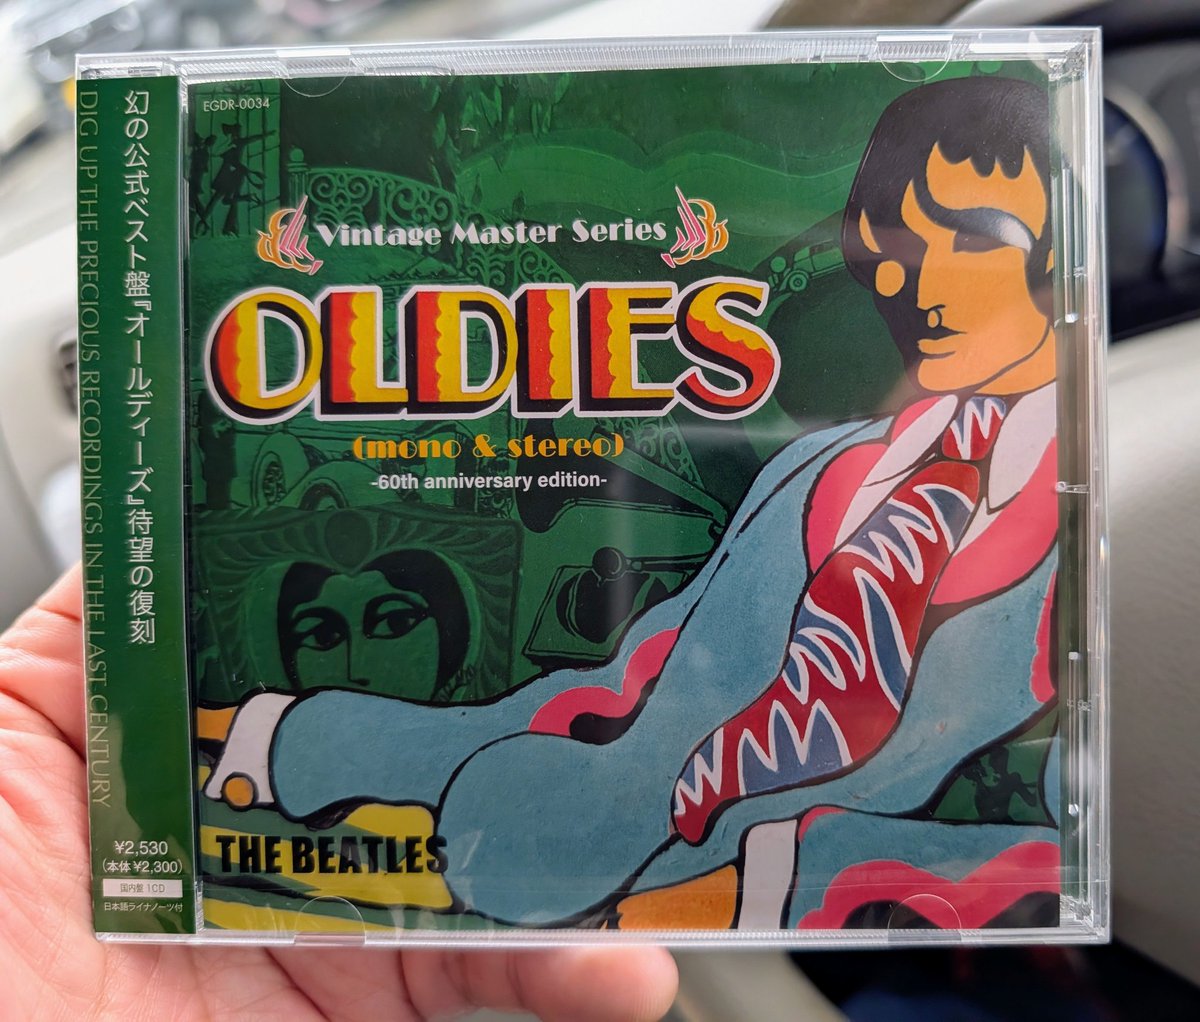 幻の公式ベスト盤『オールディーズ』待望の復刻
DIG UP THE PRECIOUS RECORDINGS IN THE LAST CENTURY
¥2,530
(本体 ¥2,300)
国内盤 1CD
日本語ライナノーツ付
EGDR-0034
Vintage Master Series
OLDIES
(mono & stereo)
-60th anniversary edition-
THE BEATLES